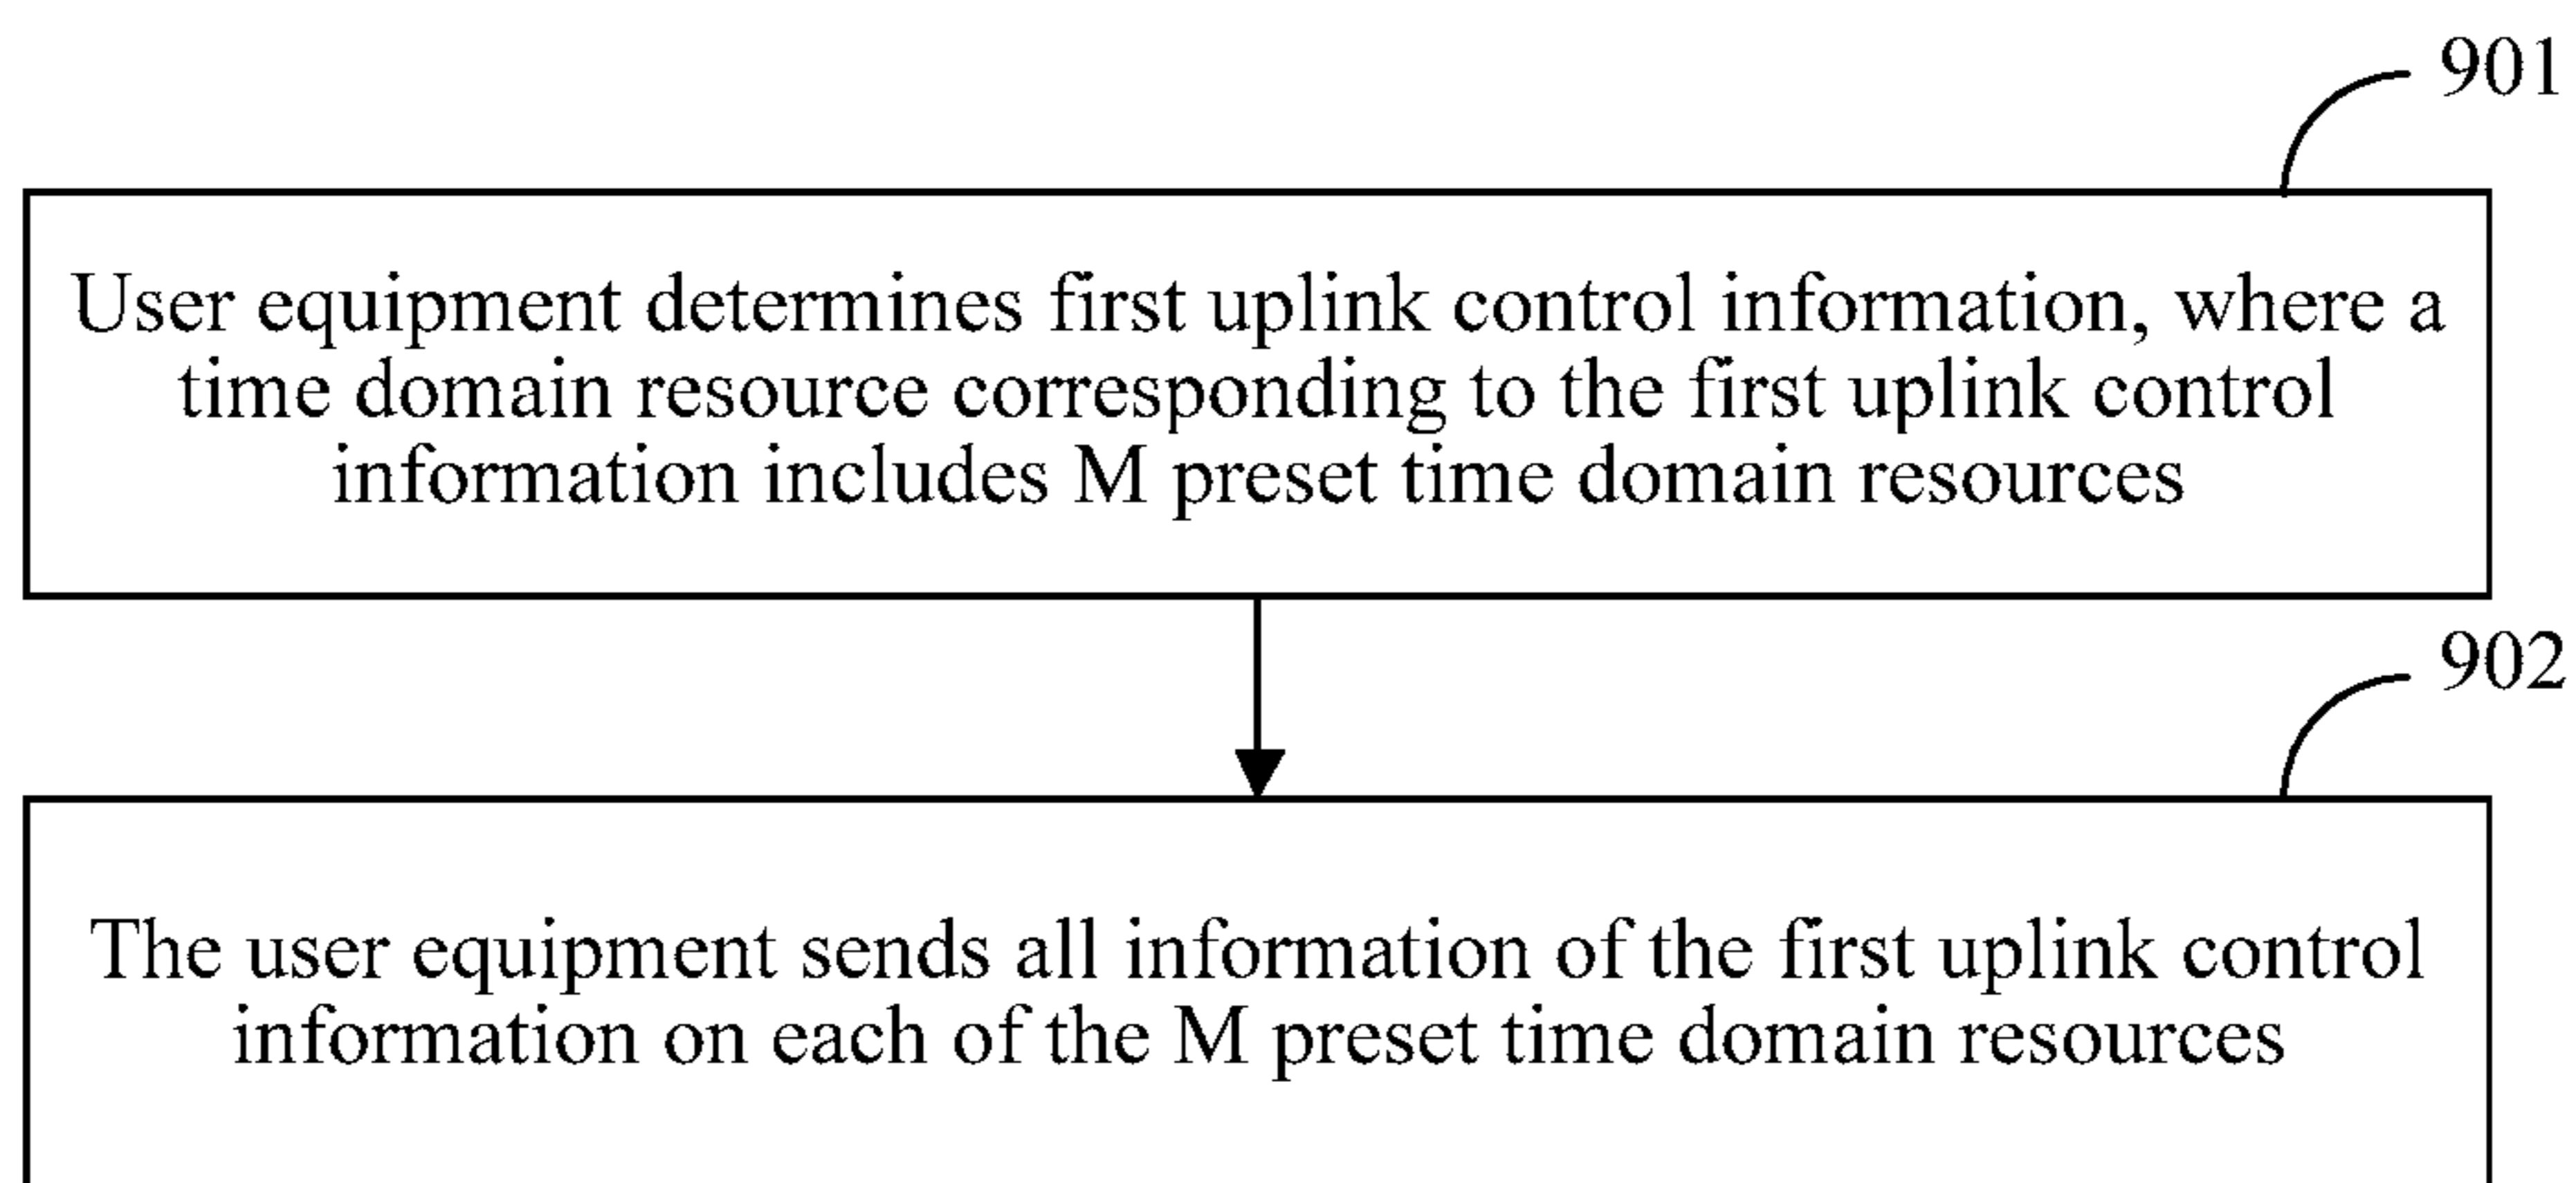 901
User equipment determines first uplink control information, where a
time domain resource corresponding to the first uplink control
information includes M preset time domain resources
902
The user equipment sends all information of the first uplink control
information on each of the M preset time domain resources